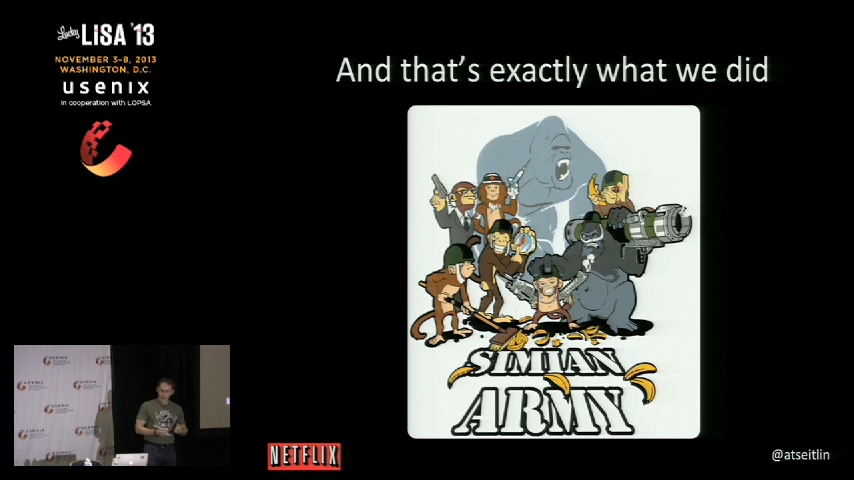 Lucky LISA '13
NOVEMBER 3–8, 2013
WASHINGTON, D.C.
usenix
in cooperation with LOPSA
And that's exactly what we did
SIMIAN
ARMY
usenix
NETFLIX
@atseitlin